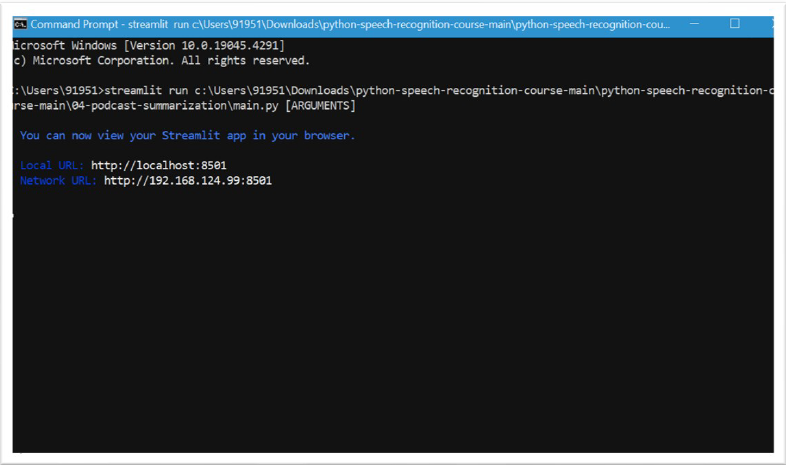 Command Prompt - streamlit run c:\Users\91951\Downloads\python-speech-recognition-course-main\python-speech-recognition-cou...
icrosoft Windows [Version 10.0.19045.4291]
c) Microsoft Corporation. All rights reserved.
:\Users\91951>streamlit run c:\Users\91951\Downloads\python-speech-recognition-course-main\python-speech-recognition-c
rse-main\04-podcast-summarization\main.py [ARGUMENTS]
You can now view your Streamlit app in your browser.
Local URL: http://localhost:8501
Network URL: http://192.168.124.99:8501